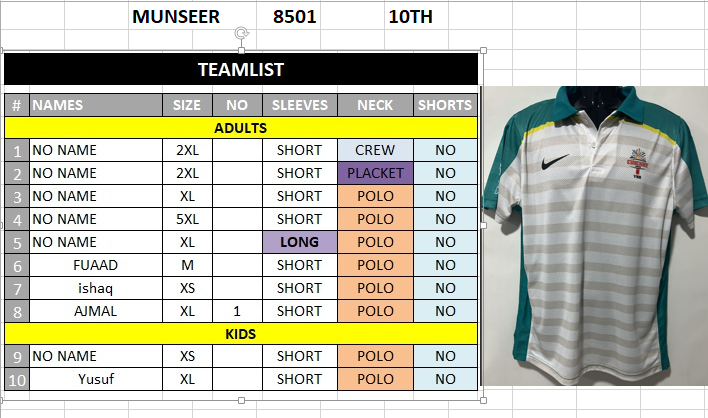 MUNSEER 8501 10TH
TEAMLIST
# NAMES SIZE NO SLEEVES NECK SHORTS
ADULTS
1 NO NAME 2XL SHORT CREW NO
2 NO NAME 2XL SHORT PLACKET NO
3 NO NAME XL SHORT POLO NO
4 NO NAME 5XL SHORT POLO NO
5 NO NAME XL LONG POLO NO
6 FUAAD M SHORT POLO NO
7 ishaq XS SHORT POLO NO
8 AJMAL XL 1 SHORT POLO NO
KIDS
9 NO NAME XS SHORT POLO NO
10 Yusuf XL SHORT POLO NO